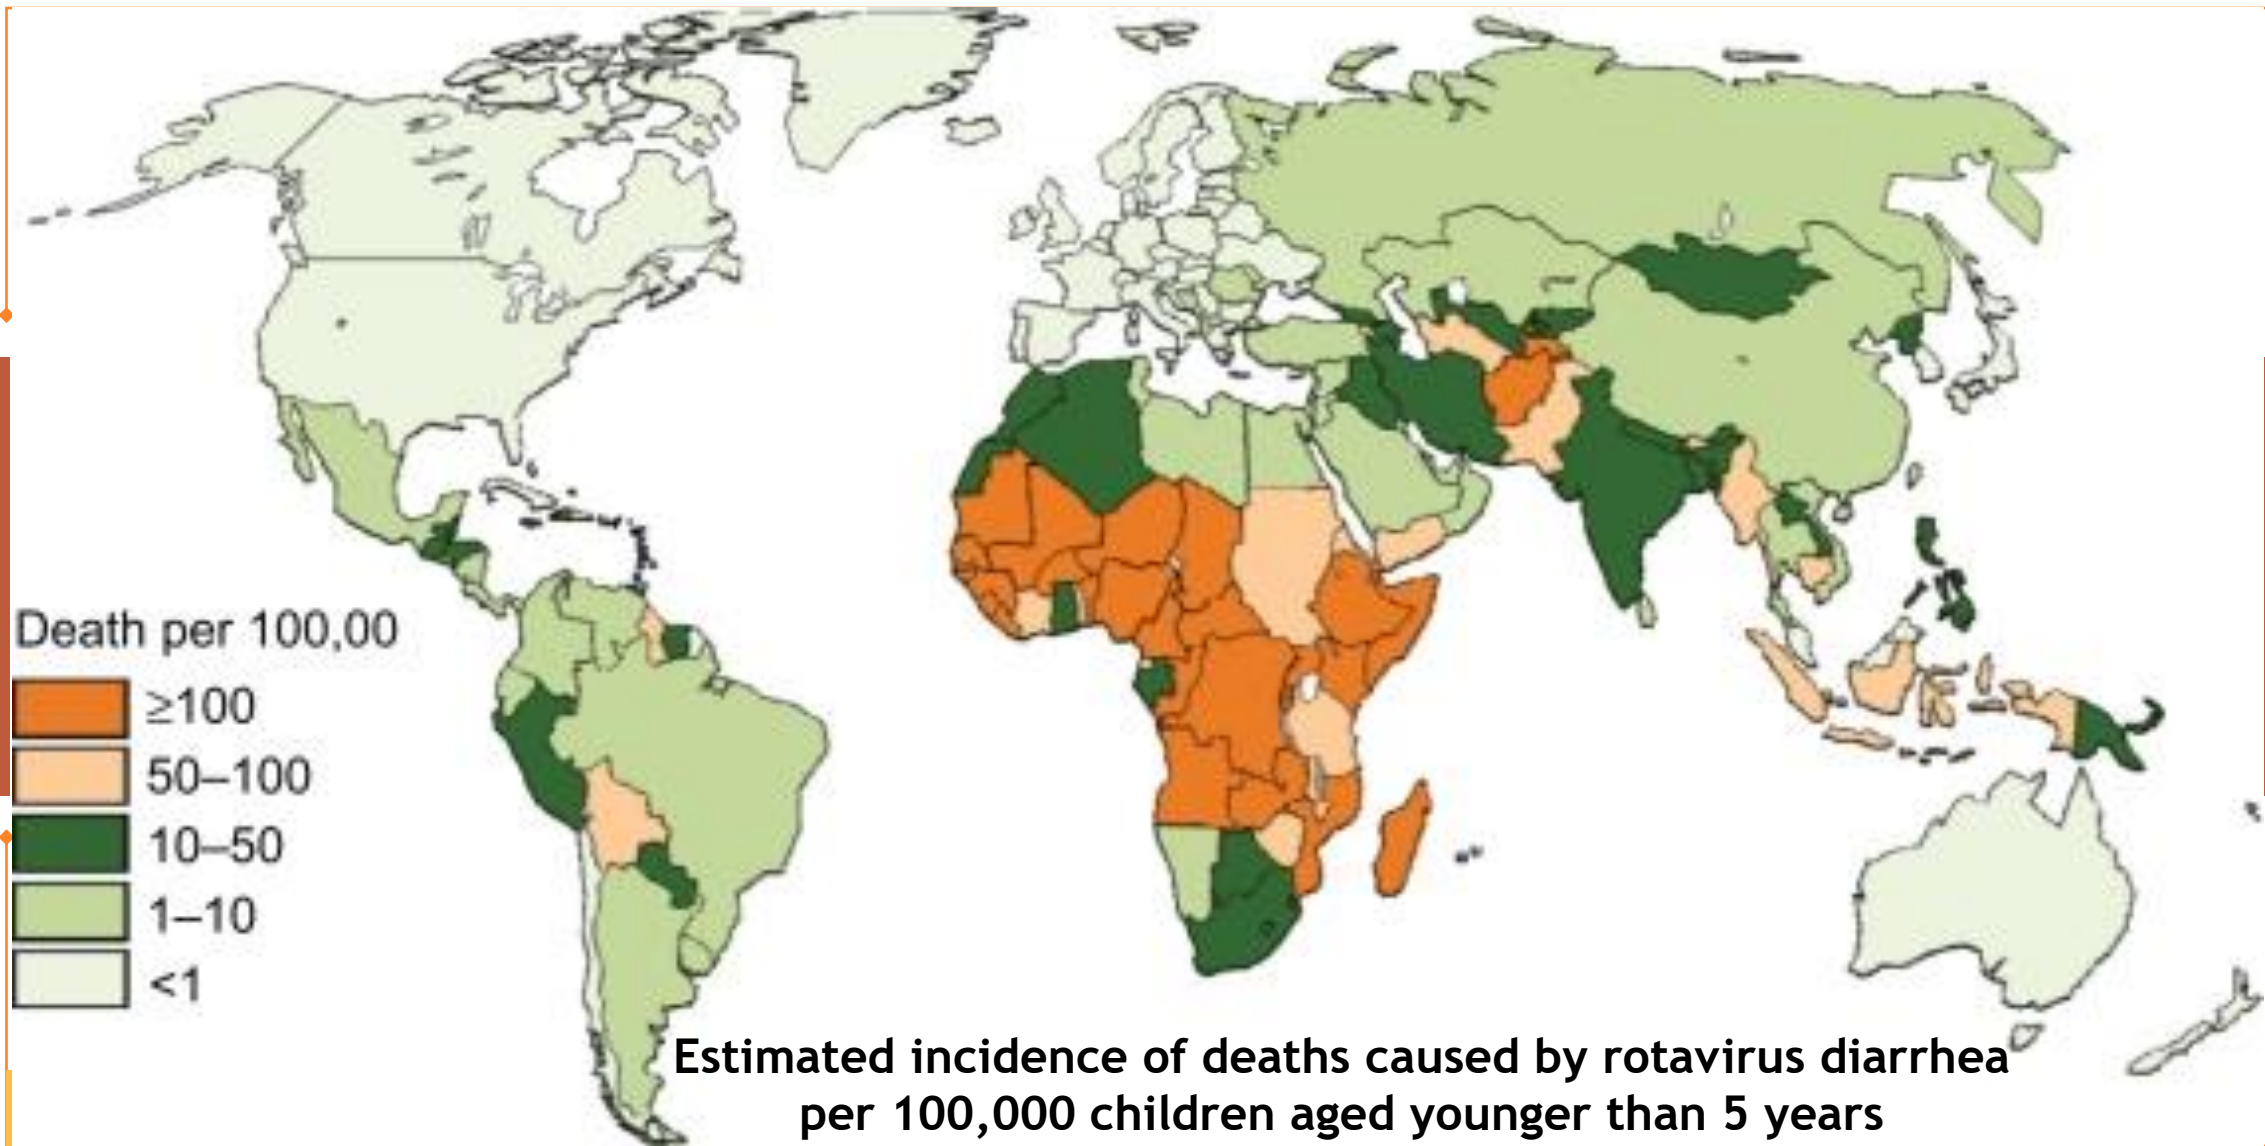 Death per 100,00
≥100
50–100
10–50
1–10
<1
Estimated incidence of deaths caused by rotavirus diarrhea
per 100,000 children aged younger than 5 years